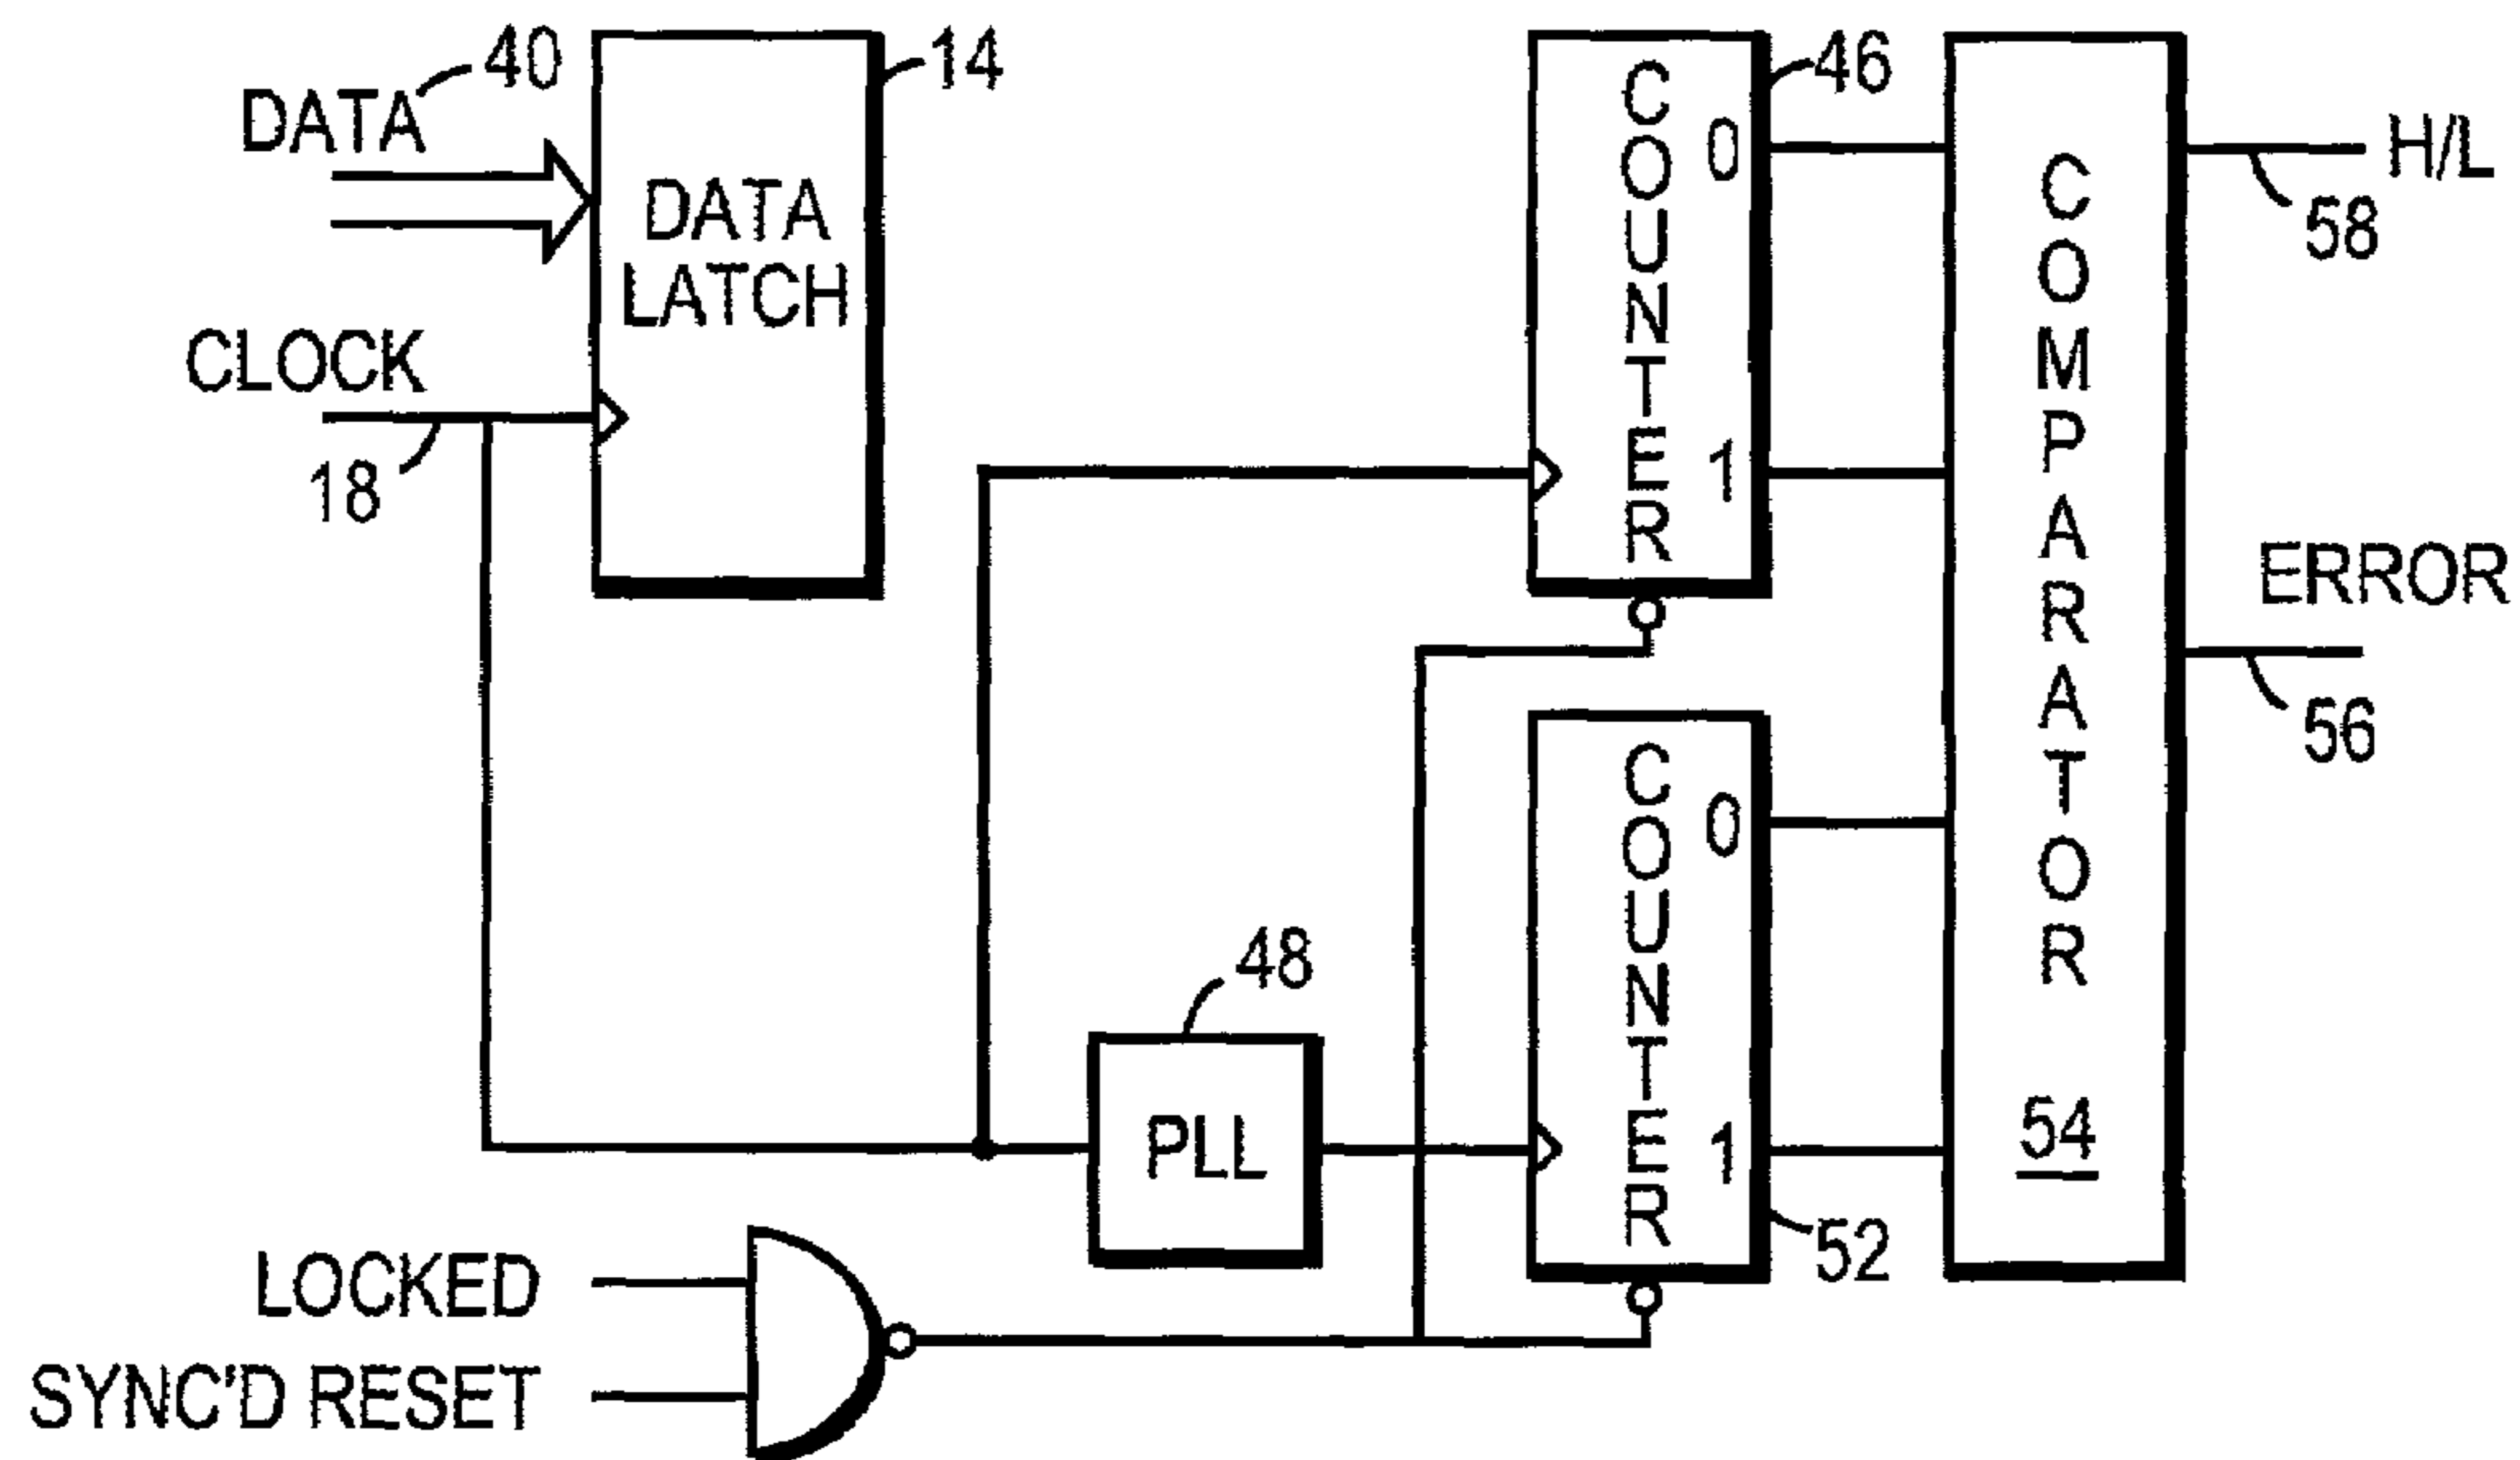 40
DATA
14
DATA
LATCH
CLOCK
18
COUNTER
46
0
1
COMPARATOR
54
H/L
58
ERROR
56
COUNTER
0
1
52
48
PLL
LOCKED
SYNC'D RESET